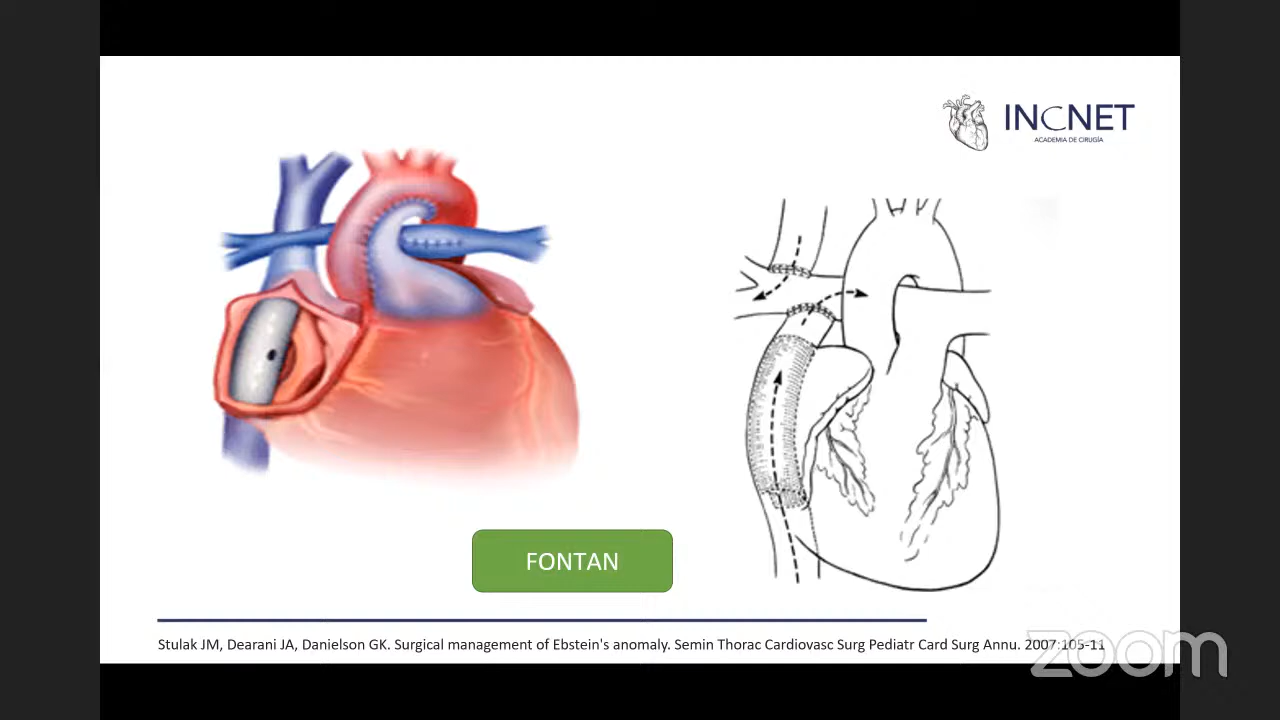 INCNET
ACADEMIA DE CIRUGÍA
FONTAN
Stulak JM, Dearani JA, Danielson GK. Surgical management of Ebstein's anomaly. Semin Thorac Cardiovasc Surg Pediatr Card Surg Annu. 2007:105-11
zoom